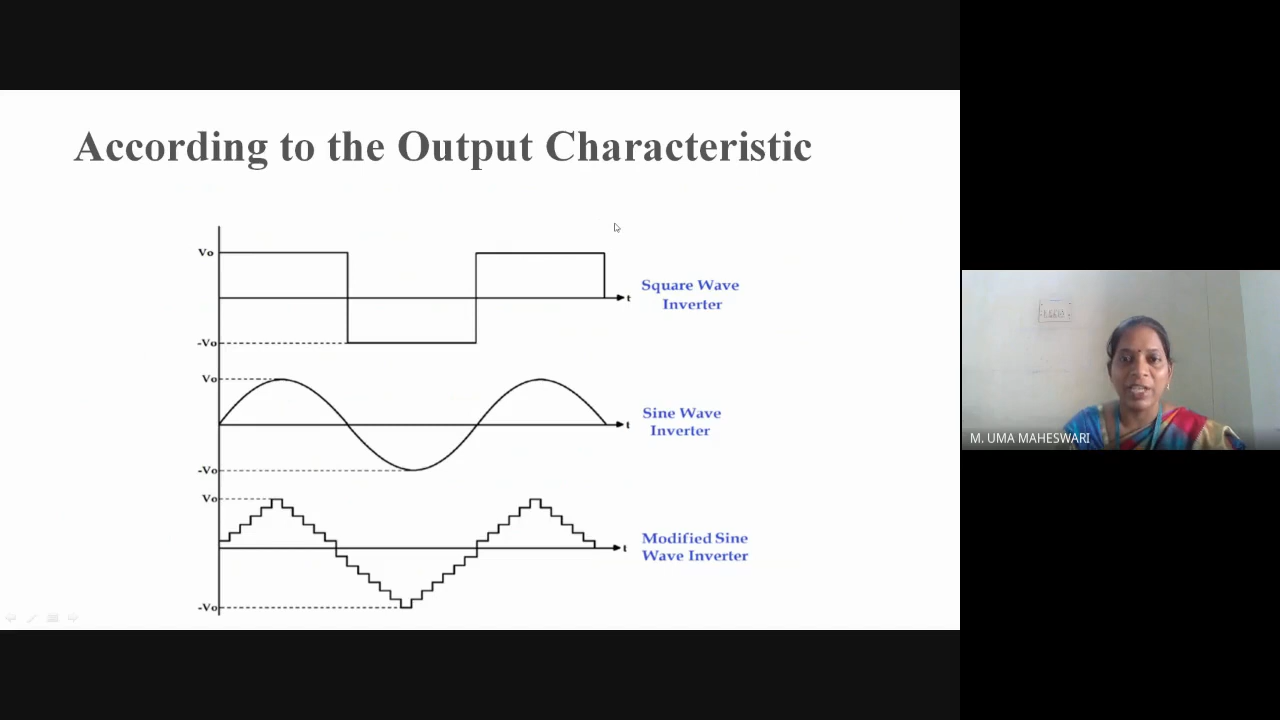 According to the Output Characteristic
Vo
t
-Vo
Square Wave
Inverter
Vo
t
-Vo
Sine Wave
Inverter
Vo
t
-Vo
Modified Sine
Wave Inverter
M. UMA MAHESWARI